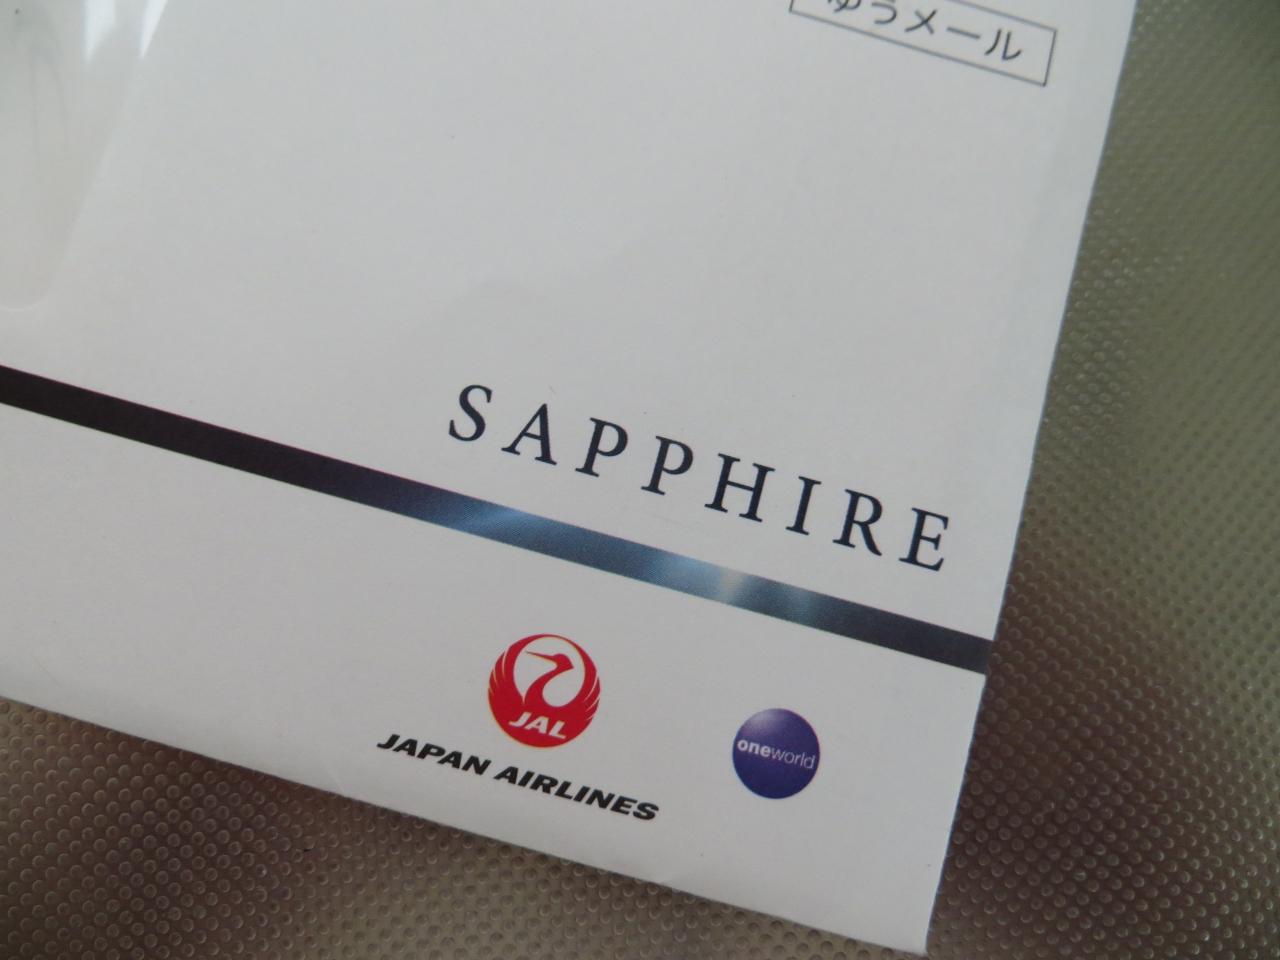 ゆうメール
SAPPHIRE
JAL
JAPAN AIRLINES
oneworld